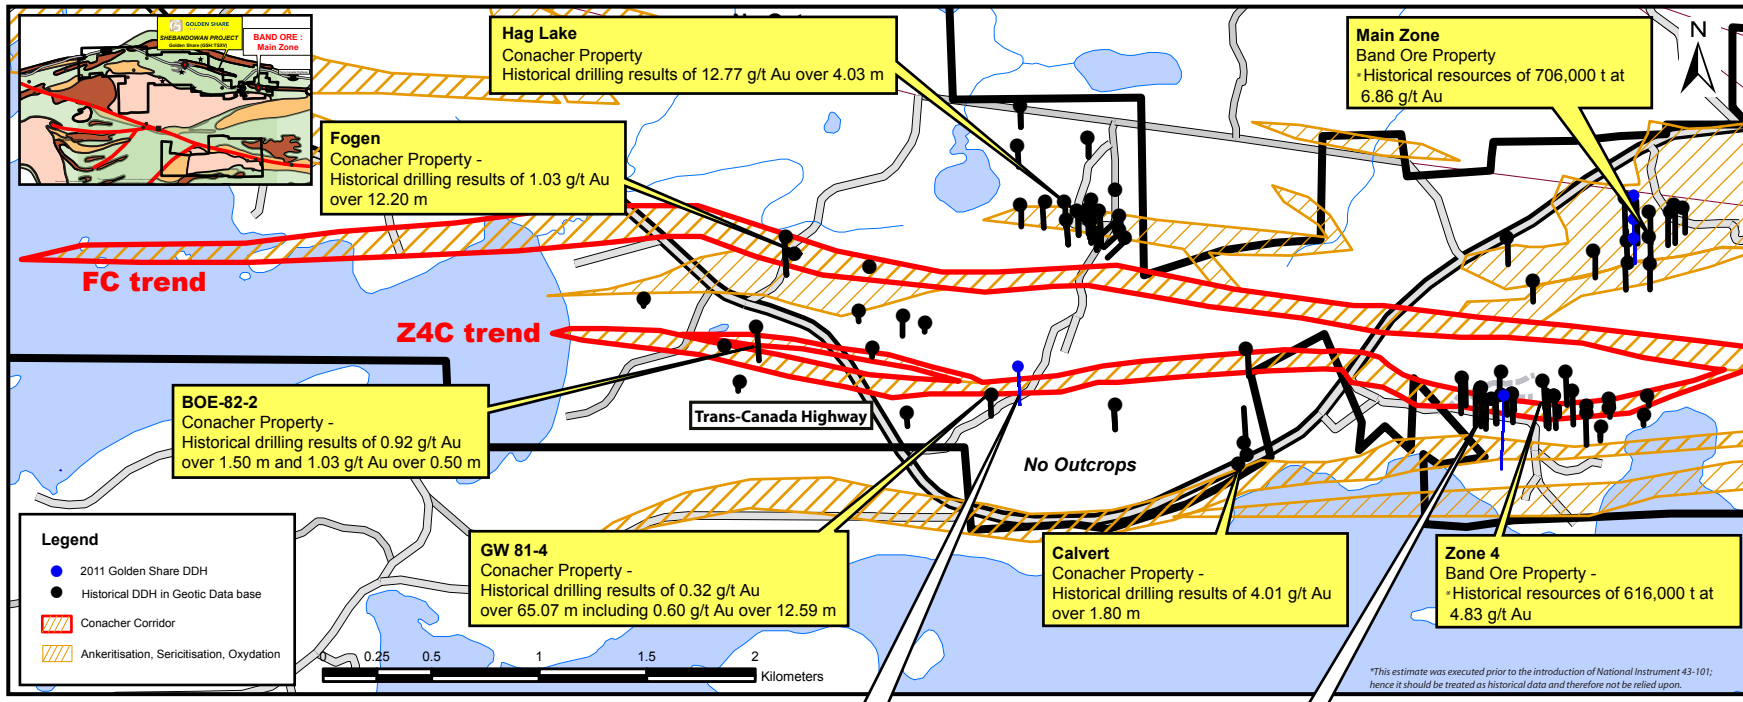 GOLDEN SHARE
SHEBANDOWAN PROJECT
Golden Share (GSH:TSXV)
BAND ORE :
Main Zone
Hag Lake
Conacher Property
Historical drilling results of 12.77 g/t Au over 4.03 m
Main Zone
Band Ore Property
*Historical resources of 706,000 t at
6.86 g/t Au
N
Fogen
Conacher Property -
Historical drilling results of 1.03 g/t Au
over 12.20 m
FC trend
Z4C trend
BOE-82-2
Conacher Property -
Historical drilling results of 0.92 g/t Au
over 1.50 m and 1.03 g/t Au over 0.50 m
Trans-Canada Highway
No Outcrops
GW 81-4
Conacher Property -
Historical drilling results of 0.32 g/t Au
over 65.07 m including 0.60 g/t Au over 12.59 m
Calvert
Conacher Property -
Historical drilling results of 4.01 g/t Au
over 1.80 m
Zone 4
Band Ore Property -
*Historical resources of 616,000 t at
4.83 g/t Au
Legend
2011 Golden Share DDH
Historical DDH in Geotic Data base
Conacher Corridor
Ankeritisation, Sericitisation, Oxydation
0 0.25 0.5 1 1.5 2
Kilometers
*This estimate was executed prior to the introduction of National Instrument 43-101;
hence it should be treated as historical data and therefore not be relied upon.